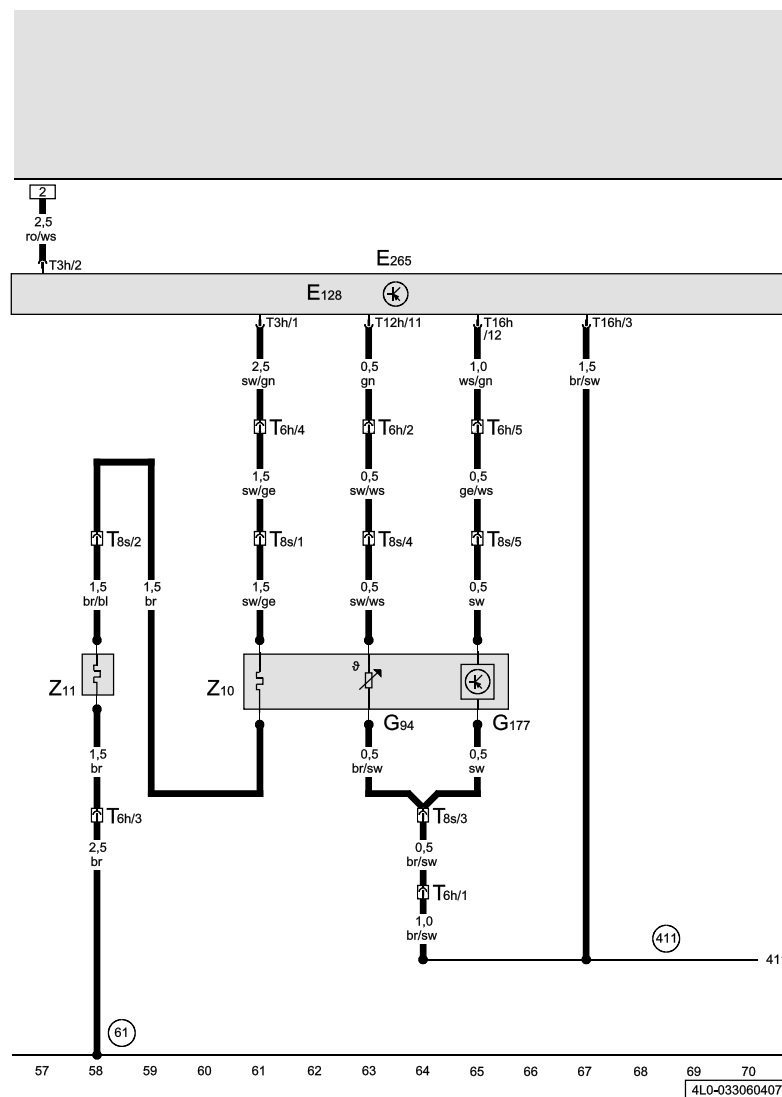 2
2,5
ro/ws
T3h/2
E265
E128
T3h/1
T12h/11
T16h
/12
T16h/3
2,5
sw/gn
0,5
gn
1,0
ws/gn
1,5
br/sw
T6h/4
T6h/2
T6h/5
1,5
sw/ge
0,5
sw/ws
0,5
ge/ws
T8s/2
T8s/1
T8s/4
T8s/5
1,5
br/bl
1,5
br
1,5
sw/ge
0,5
sw/ws
0,5
sw
ϑ
Z11
Z10
G94
G177
1,5
br
0,5
br/sw
0,5
sw
T6h/3
T8s/3
2,5
br
0,5
br/sw
T6h/1
1,0
br/sw
411
411
61
57 58 59 60 61 62 63 64 65 66 67 68 69 70
4L0-033060407